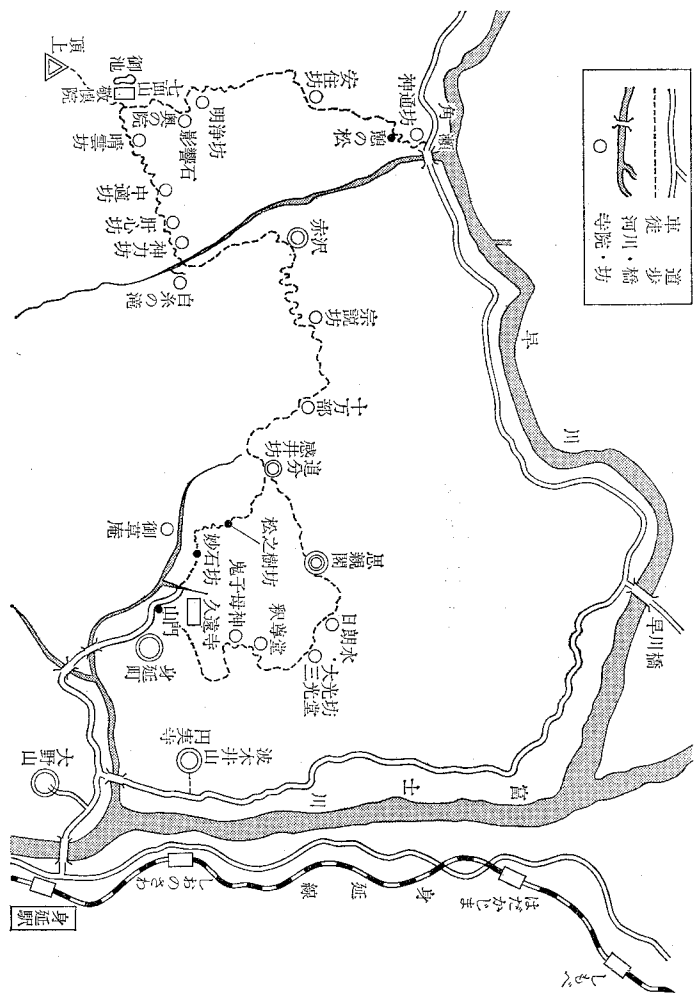 車道
徒歩
河川・橋
寺院・坊
頂上
御池
七面山
敬慎院
奥の院
影響石
明浄坊
安住坊
神通坊
憩の松
角瀬
晴雲坊
中適坊
肝心坊
神力坊
白糸の滝
赤沢
宗説坊
十万部
追分
感井坊
早川
御草庵
妙石坊
松之樹坊
思親閣
鬼子母神
釈尊堂
日朗水
大光坊
三光堂
久遠寺
山門
身延町
早川橋
波木井山
円実寺
大野山
富士川
身延線
しおのさわ
はだかじま
しもべ
身延駅